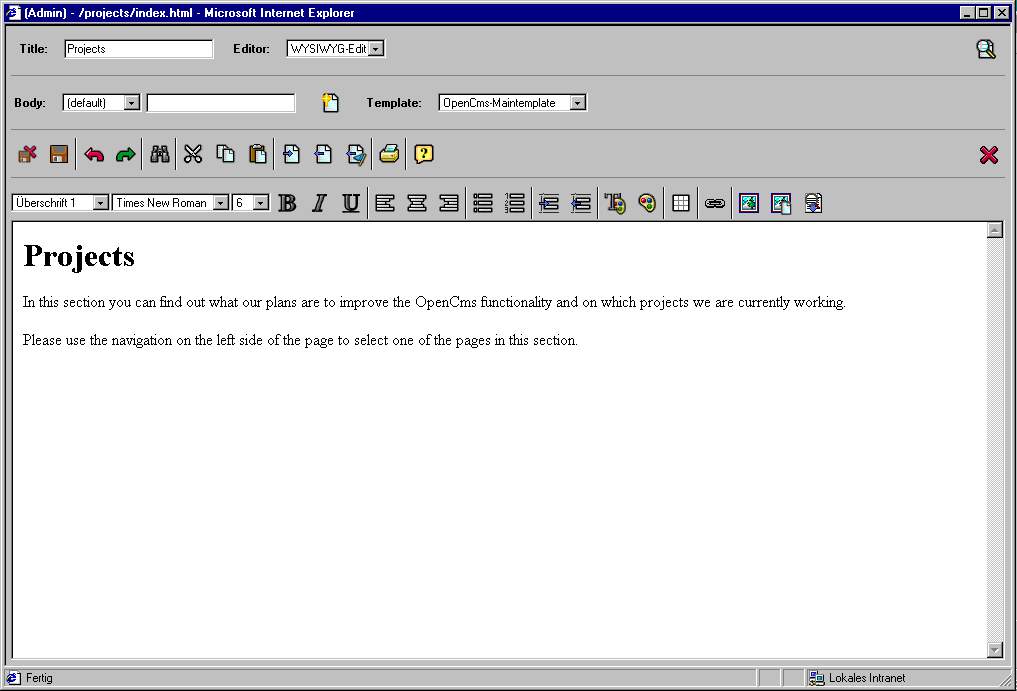 (Admin) - /projects/index.html - Microsoft Internet Explorer
Title: Projects Editor: WYSIWYG-Edit
Body: (default) Template: OpenCms-Maintemplate
Überschrift 1 Times New Roman 6 B I U
Projects
In this section you can find out what our plans are to improve the OpenCms functionality and on which projects we are currently working.
Please use the navigation on the left side of the page to select one of the pages in this section.
Fertig Lokales Intranet